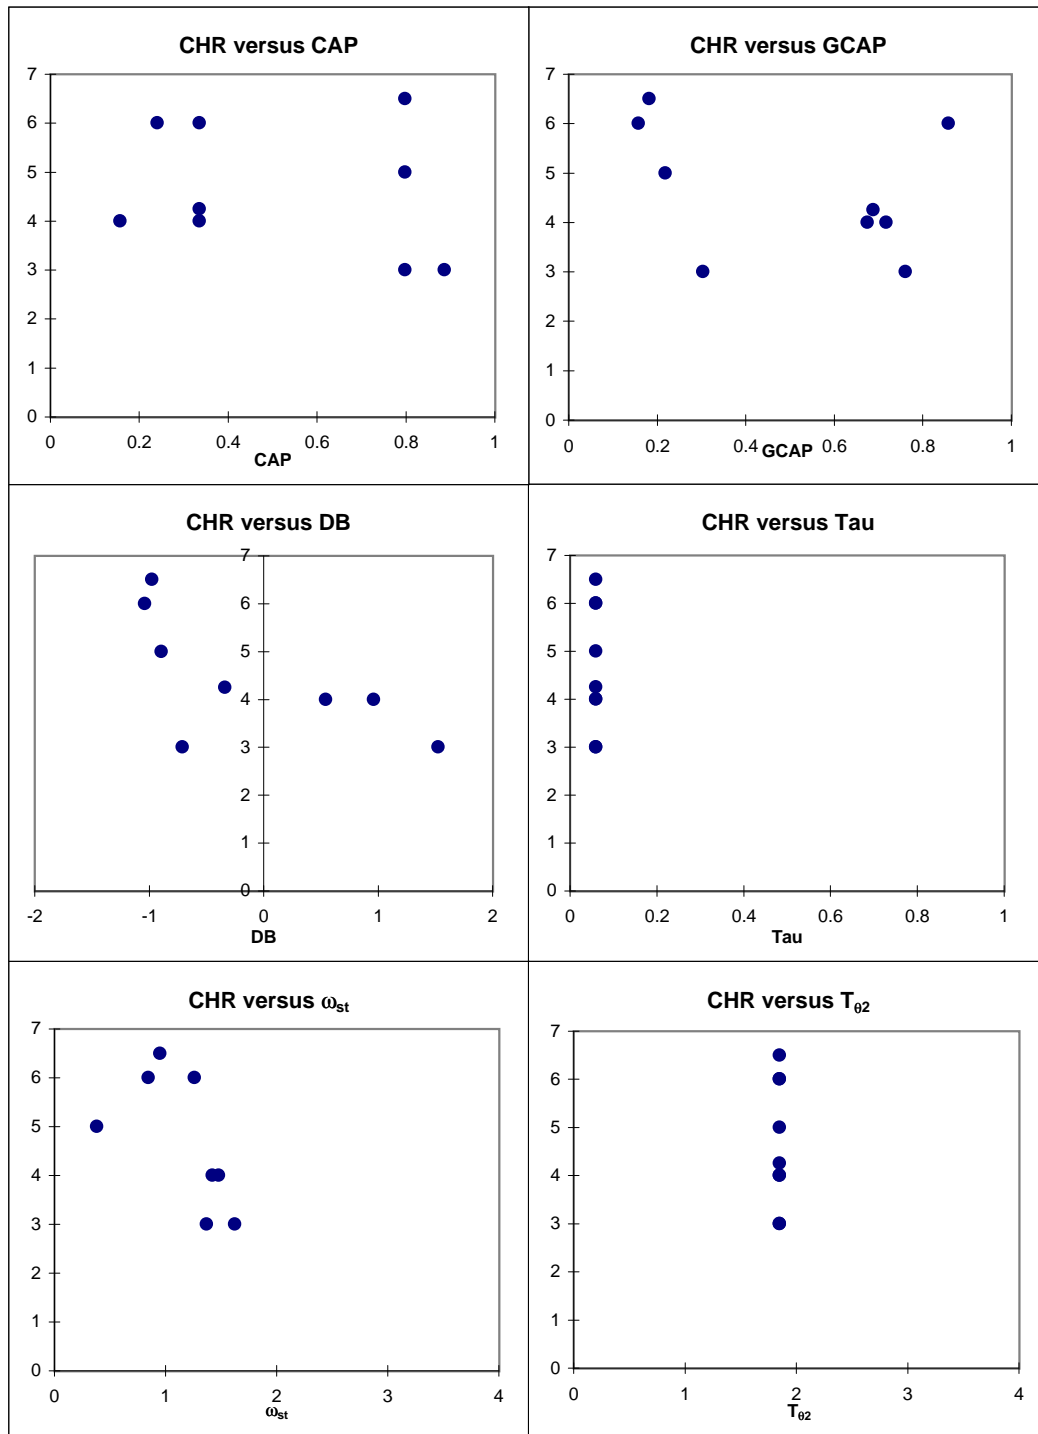 CHR versus CAP
7
6
5
4
3
2
1
0
0 0.2 0.4 0.6 0.8 1
CAP
CHR versus GCAP
7
6
5
4
3
2
1
0
0 0.2 0.4 0.6 0.8 1
GCAP
CHR versus DB
7
6
5
4
3
2
1
0
-2 -1 0 1 2
DB
CHR versus Tau
7
6
5
4
3
2
1
0
0 0.2 0.4 0.6 0.8 1
Tau
CHR versus ωst
7
6
5
4
3
2
1
0
0 1 2 3 4
ωst
CHR versus Tθ2
7
6
5
4
3
2
1
0
0 1 2 3 4
Tθ2